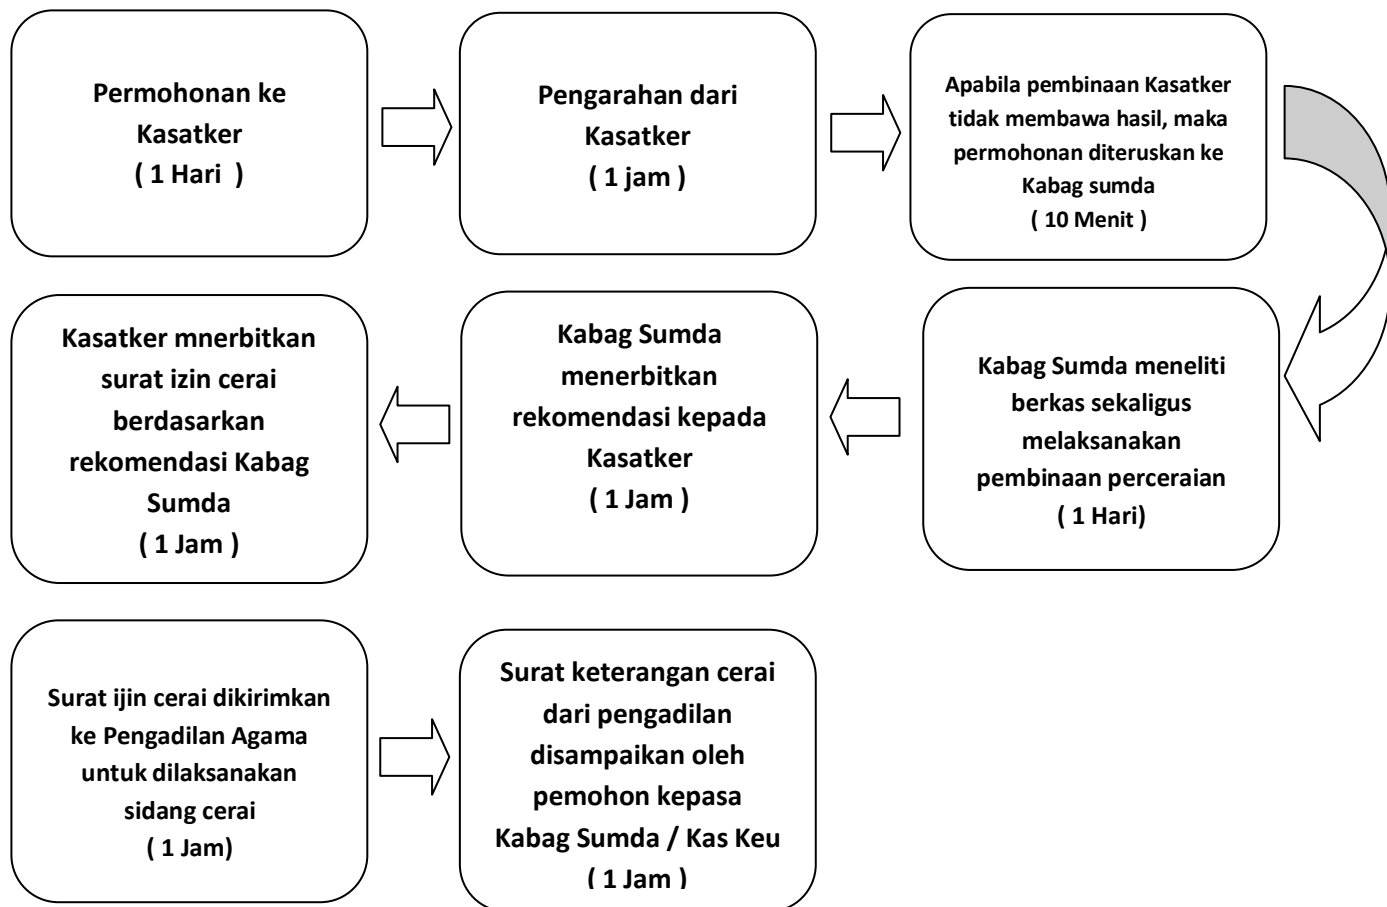 Permohonan ke
Kasatker
( 1 Hari  )
Pengarahan dari
Kasatker
( 1 jam )
Apabila pembinaan Kasatker
tidak membawa hasil, maka
permohonan diteruskan ke
Kabag sumda
( 10 Menit )
Kabag Sumda meneliti
berkas sekaligus
melaksanakan
pembinaan perceraian
( 1 Hari)
Kabag Sumda
menerbitkan
rekomendasi kepada
Kasatker
( 1 Jam )
Kasatker mnerbitkan
surat izin cerai
berdasarkan
rekomendasi Kabag
Sumda
( 1 Jam )
Surat ijin cerai dikirimkan
ke Pengadilan Agama
untuk dilaksanakan
sidang cerai
( 1 Jam)
Surat keterangan cerai
dari pengadilan
disampaikan oleh
pemohon kepasa
Kabag Sumda / Kas Keu
( 1 Jam )